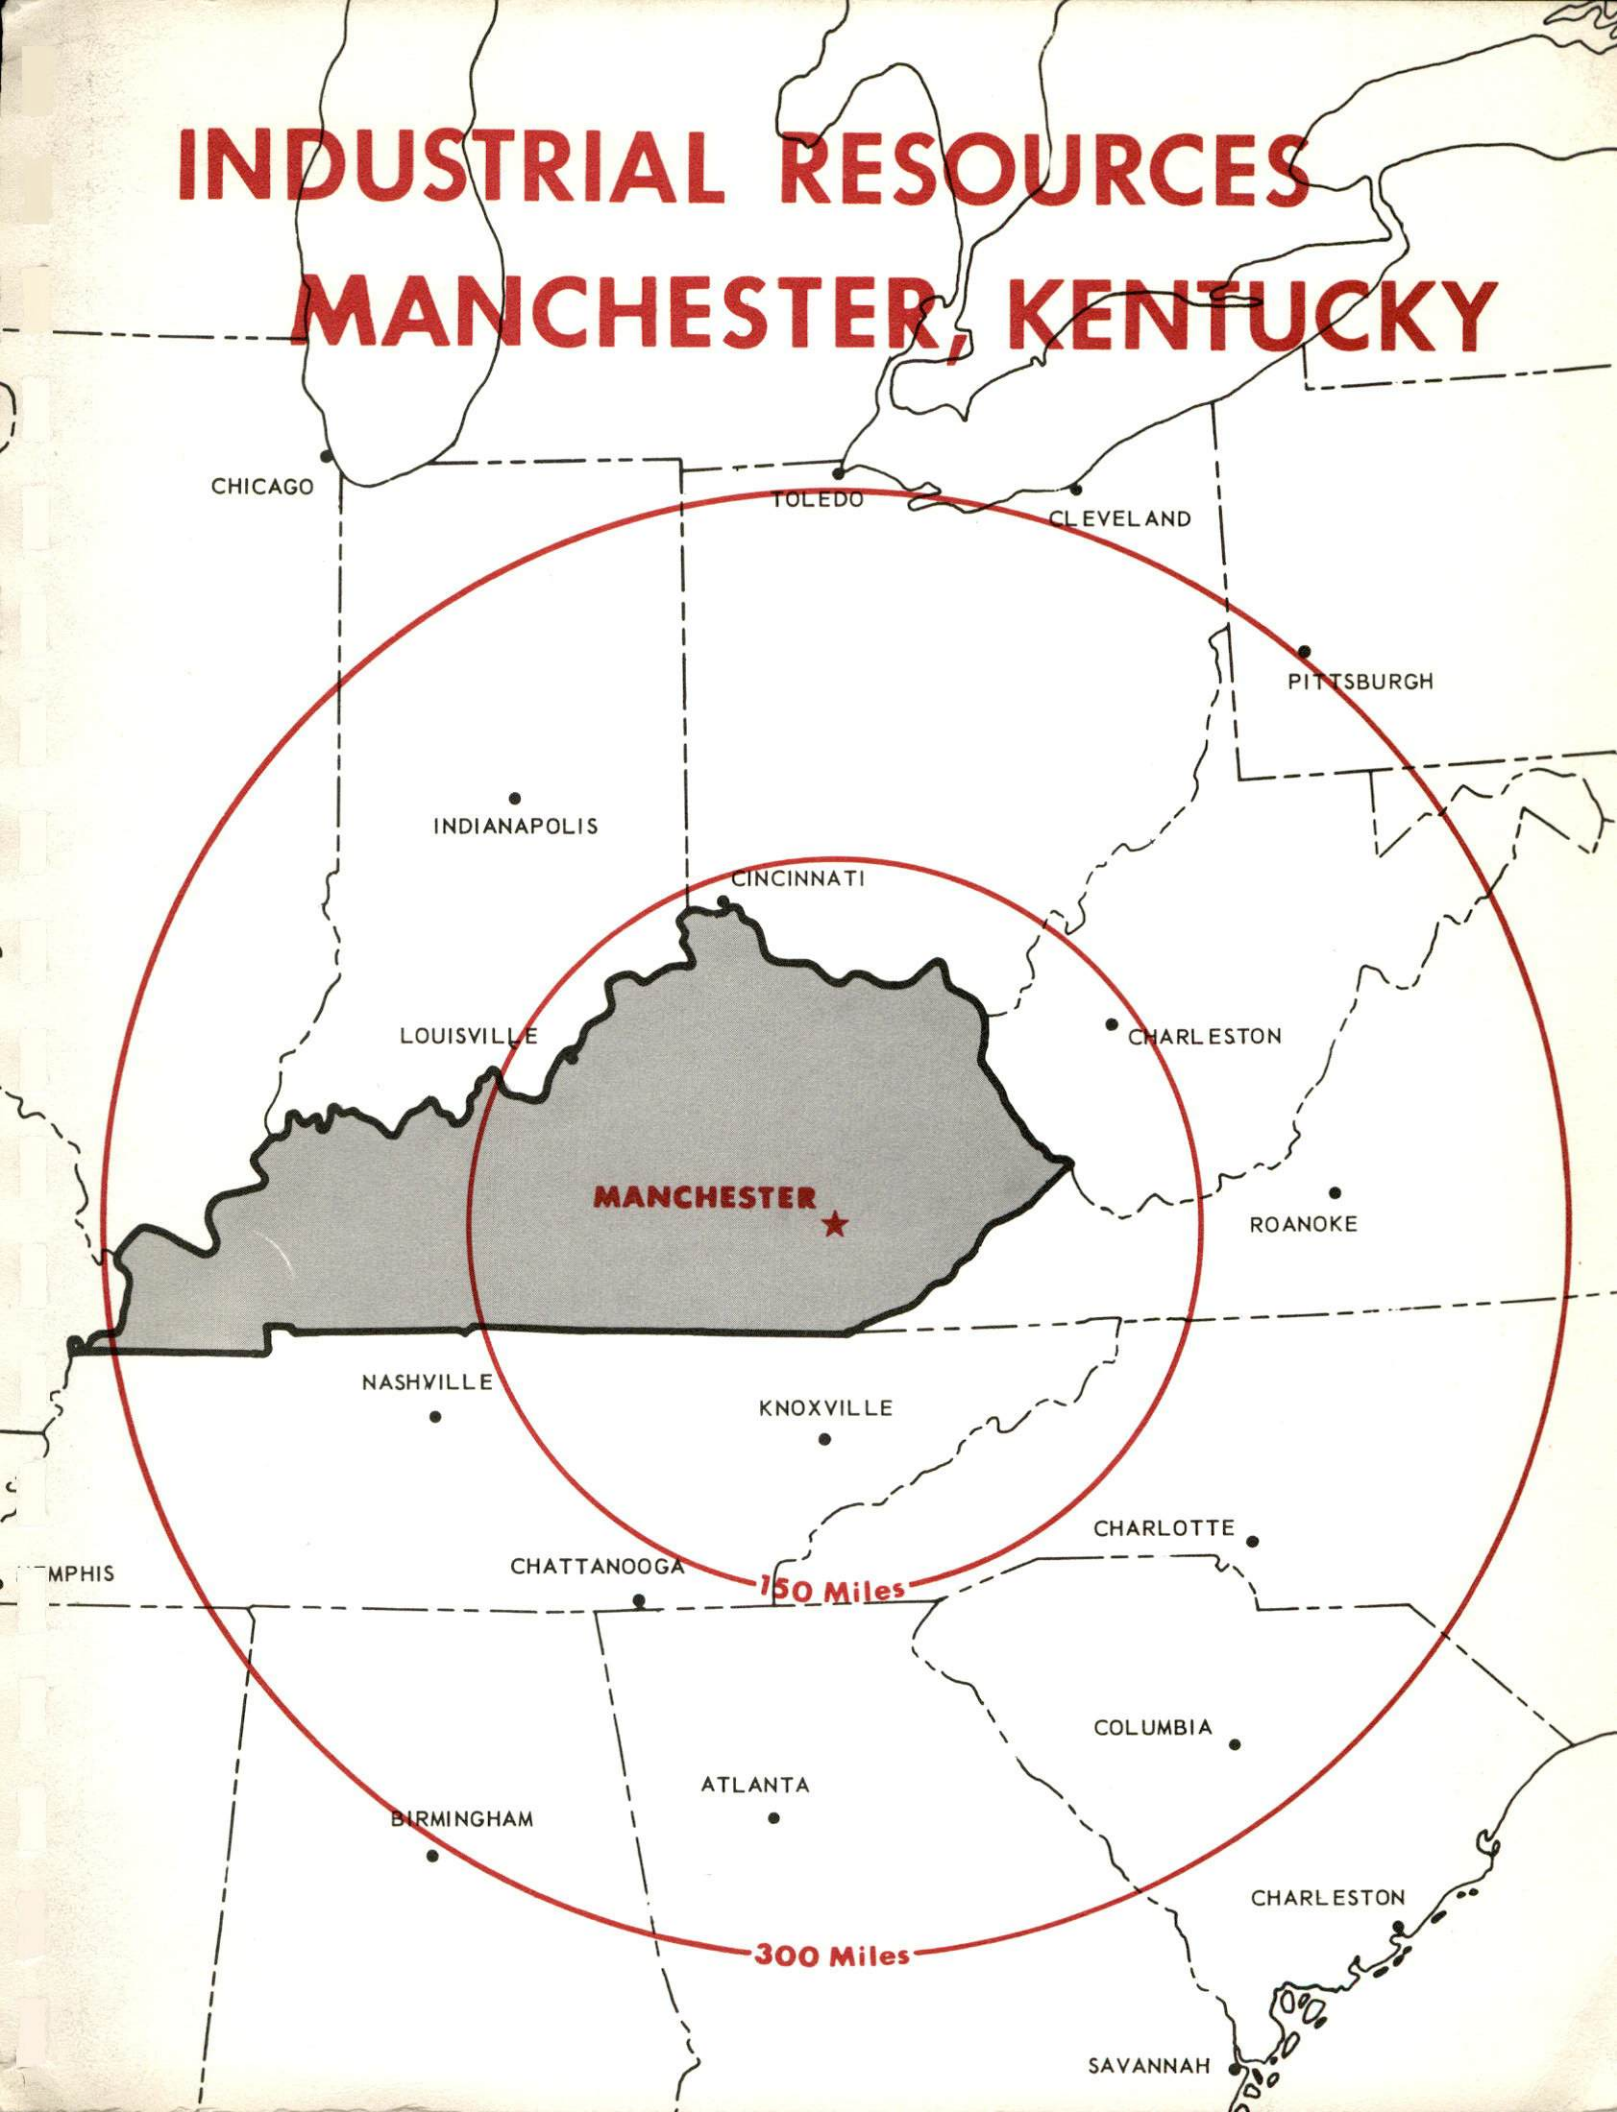 INDUSTRIAL RESOURCES
MANCHESTER, KENTUCKY
CHICAGO
TOLEDO
CLEVELAND
PITTSBURGH
INDIANAPOLIS
CINCINNATI
LOUISVILLE
CHARLESTON
MANCHESTER
ROANOKE
NASHVILLE
KNOXVILLE
CHARLOTTE
CHATTANOOGA
EMPHIS
150 Miles
COLUMBIA
ATLANTA
BIRMINGHAM
CHARLESTON
300 Miles
SAVANNAH